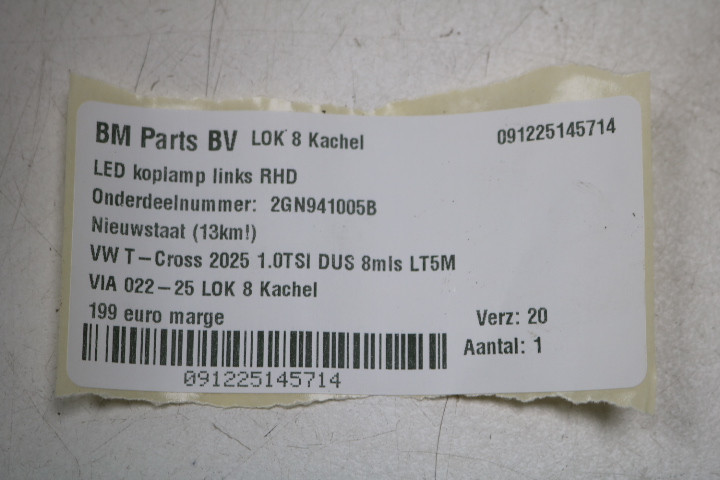 BM Parts BV LOK 8 Kachel 091225145714
LED koplamp links RHD
Onderdeelnummer: 2GN941005B
Nieuwstaat (13km!)
VW T-Cross 2025 1.0TSI DUS 8mls LT5M
VIA 022-25 LOK 8 Kachel
199 euro marge Verz: 20
Aantal: 1
091225145714